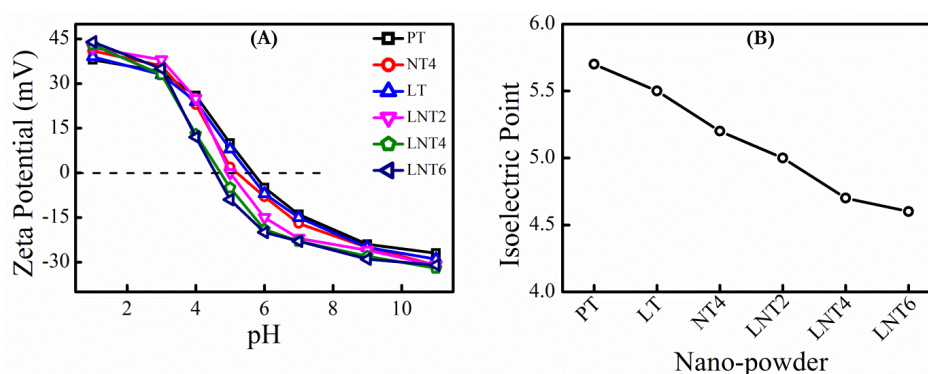 (A)
45
30
15
0
-15
-30
Zeta Potential (mV)
2
4
6
8
10
pH
PT
NT4
LT
LNT2
LNT4
LNT6
(B)
6.0
5.5
5.0
4.5
4.0
Isoelectric Point
PT
LT
NT4
LNT2
LNT4
LNT6
Nano-powder